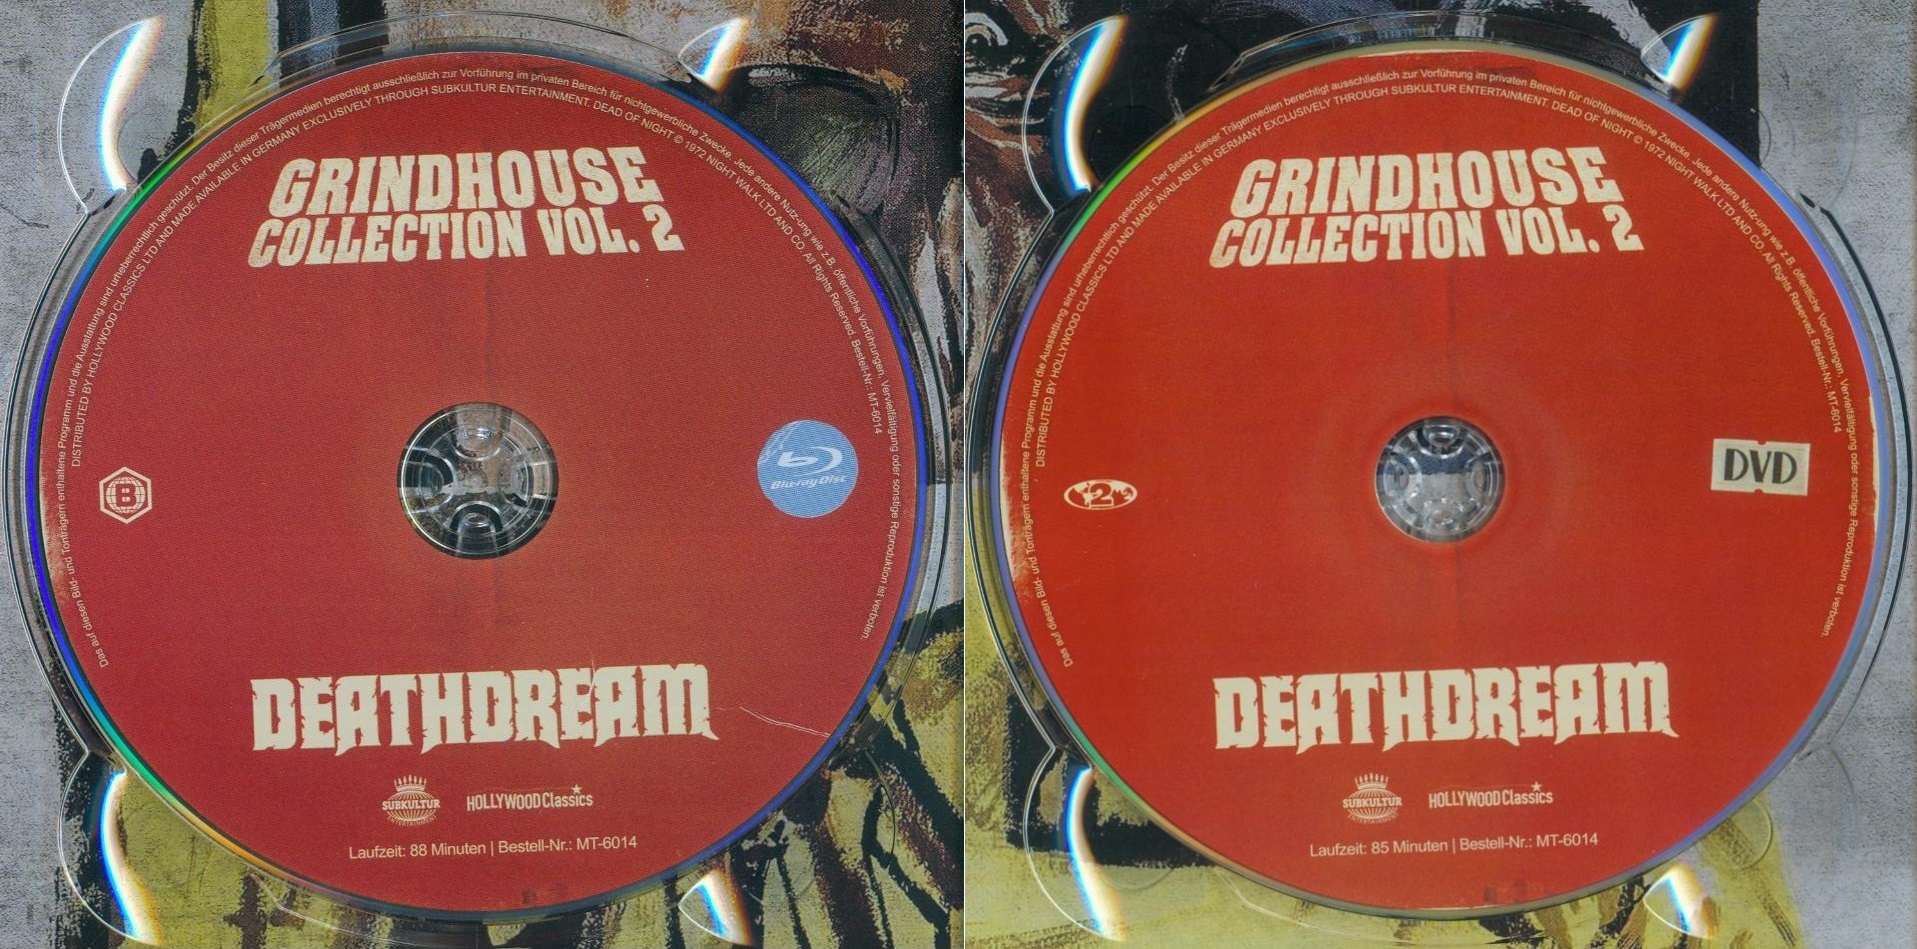 Das auf diesen Bild- und Tonträgern enthaltene Programm und die Ausstattung sind urheberrechtlich geschützt. Der Besitz dieser Trägermedien berechtigt ausschließlich zur Vorführung im privaten Bereich für nichtgewerbliche Zwecke. Jede andere Nutz-ung wie z.B. öffentliche Vorführungen, Vervielfältigung oder sonstige Reproduktion ist verboten.
DISTRIBUTED BY HOLLYWOOD CLASSICS LTD AND MADE AVAILABLE IN GERMANY EXCLUSIVELY THROUGH SUBKULTUR ENTERTAINMENT. DEAD OF NIGHT © 1972 NIGHT WALK LTD AND CO. All Rights Reserved. Bestell-Nr.: MT-6014
GRINDHOUSE
COLLECTION VOL. 2
B
Blu-ray Disc
DEATHDREAM
SUBKULTUR
ENTERTAINMENT
HOLLYWOOD Classics
Laufzeit: 88 Minuten | Bestell-Nr.: MT-6014
Das auf diesen Bild- und Tonträgern enthaltene Programm und die Ausstattung sind urheberrechtlich geschützt. Der Besitz dieser Trägermedien berechtigt ausschließlich zur Vorführung im privaten Bereich für nichtgewerbliche Zwecke. Jede andere Nutz-ung wie z.B. öffentliche Vorführungen, Vervielfältigung oder sonstige Reproduktion ist verboten.
DISTRIBUTED BY HOLLYWOOD CLASSICS LTD AND MADE AVAILABLE IN GERMANY EXCLUSIVELY THROUGH SUBKULTUR ENTERTAINMENT. DEAD OF NIGHT © 1972 NIGHT WALK LTD AND CO. All Rights Reserved. Bestell-Nr.: MT-6014
GRINDHOUSE
COLLECTION VOL. 2
2
DVD
DEATHDREAM
SUBKULTUR
ENTERTAINMENT
HOLLYWOOD Classics
Laufzeit: 85 Minuten | Bestell-Nr.: MT-6014